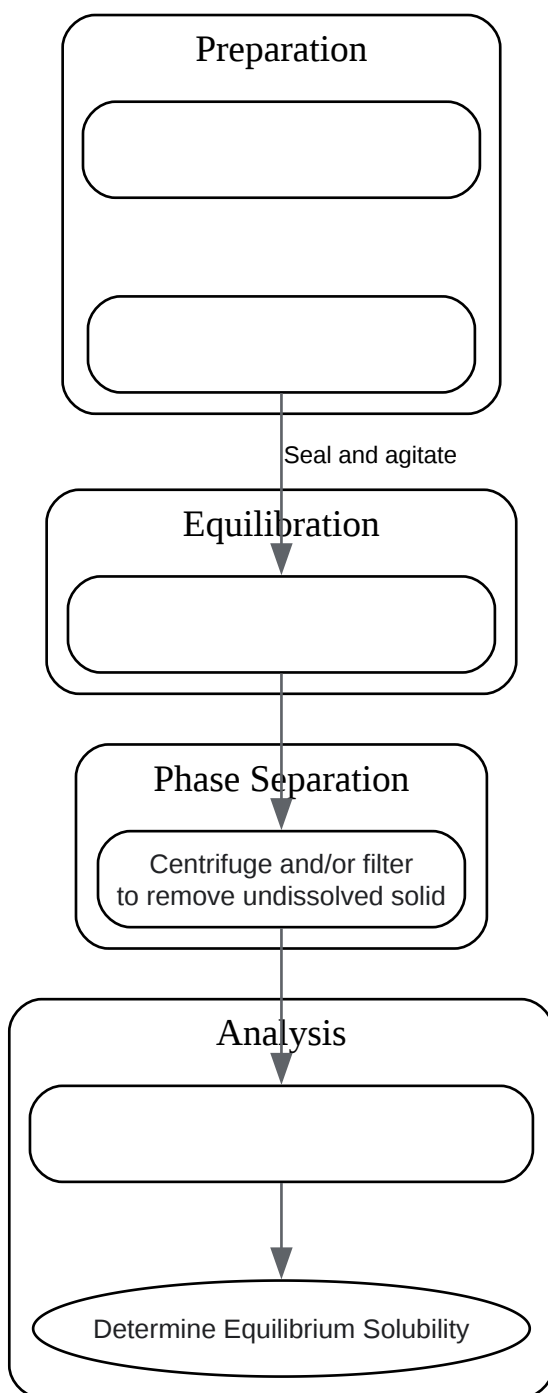 Preparation
Seal and agitate
Equilibration
Phase Separation
Centrifuge and/or filter
to remove undissolved solid
Analysis
Determine Equilibrium Solubility